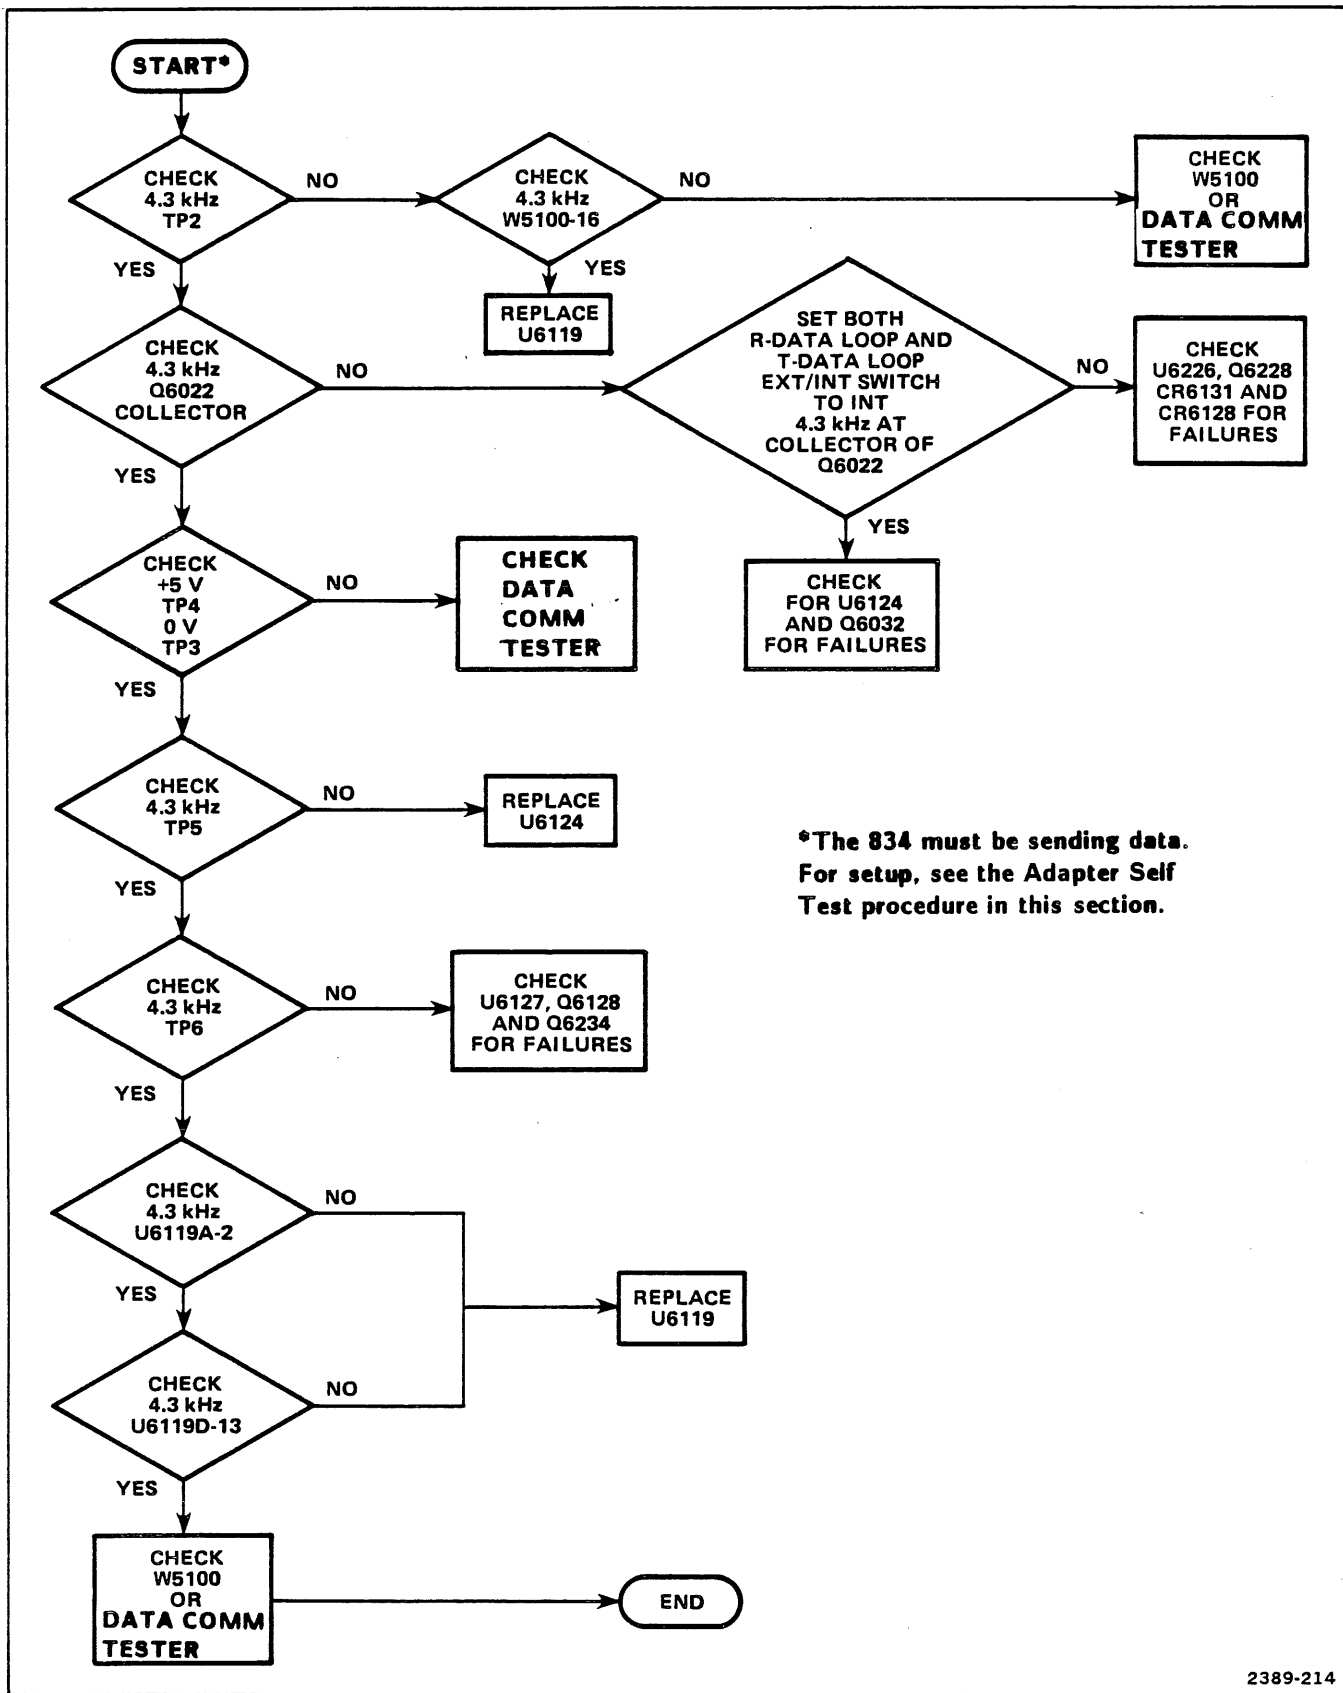 START*
CHECK
4.3 kHz
TP2
NO
CHECK
4.3 kHz
W5100-16
NO
CHECK
W5100
OR
DATA COMM
TESTER
YES
YES
REPLACE
U6119
CHECK
4.3 kHz
Q6022
COLLECTOR
NO
SET BOTH
R-DATA LOOP AND
T-DATA LOOP
EXT/INT SWITCH
TO INT
4.3 kHz AT
COLLECTOR OF
Q6022
NO
CHECK
U6226, Q6228
CR6131 AND
CR6128 FOR
FAILURES
YES
YES
CHECK
FOR U6124
AND Q6032
FOR FAILURES
CHECK
+5 V
TP4
0 V
TP3
NO
CHECK
DATA
COMM
TESTER
YES
CHECK
4.3 kHz
TP5
NO
REPLACE
U6124
*The 834 must be sending data.
For setup, see the Adapter Self
Test procedure in this section.
YES
CHECK
4.3 kHz
TP6
NO
CHECK
U6127, Q6128
AND Q6234
FOR FAILURES
YES
CHECK
4.3 kHz
U6119A-2
NO
YES
REPLACE
U6119
CHECK
4.3 kHz
U6119D-13
NO
YES
CHECK
W5100
OR
DATA COMM
TESTER
END
2389-214